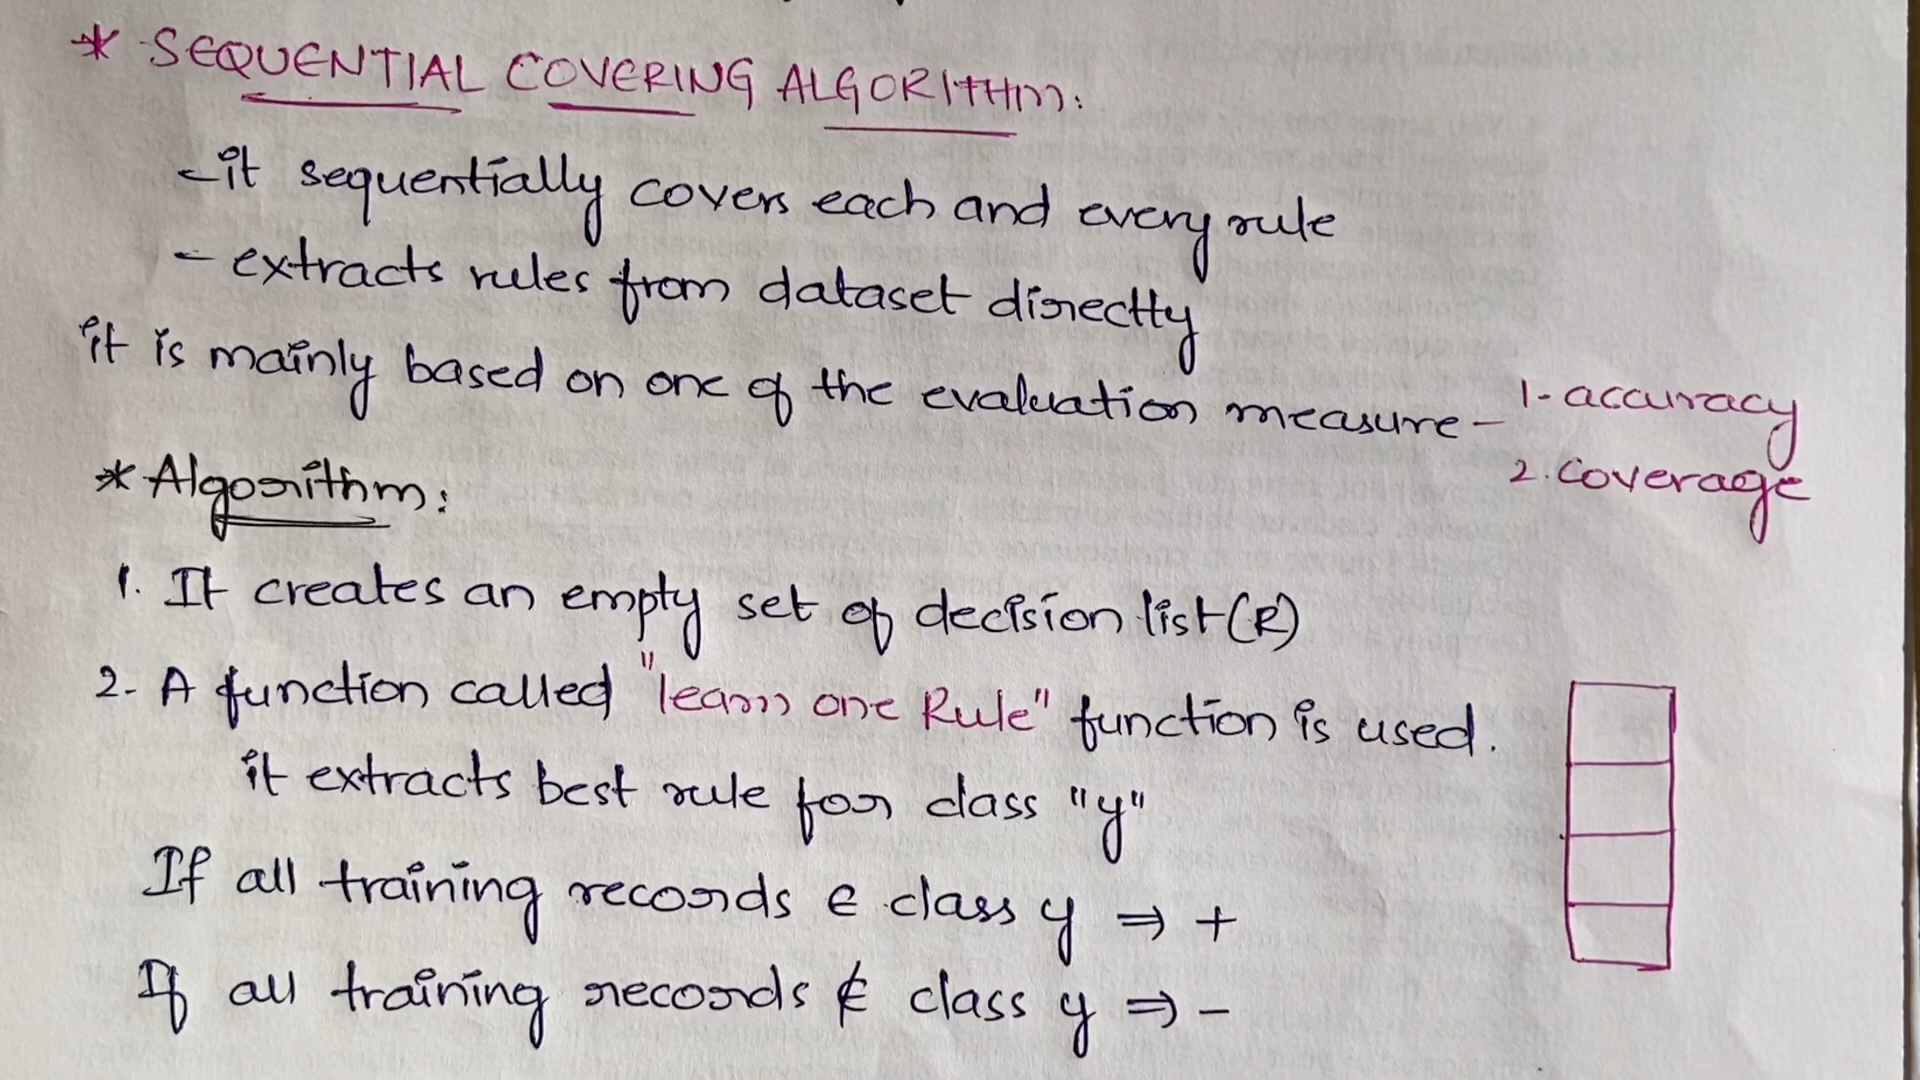 * SEQUENTIAL COVERING ALGORITHM:
- it sequentially covers each and every rule
- extracts rules from dataset directly
it is mainly based on one of the evaluation measure - 1. accuracy
2. coverage
* Algorithm:
1. It creates an empty set of decision list (R)
2. A function called "learn one Rule" function is used.
it extracts best rule for class "y"
If all training records ∈ class y ⇒ +
If all training records ∉ class y ⇒ -